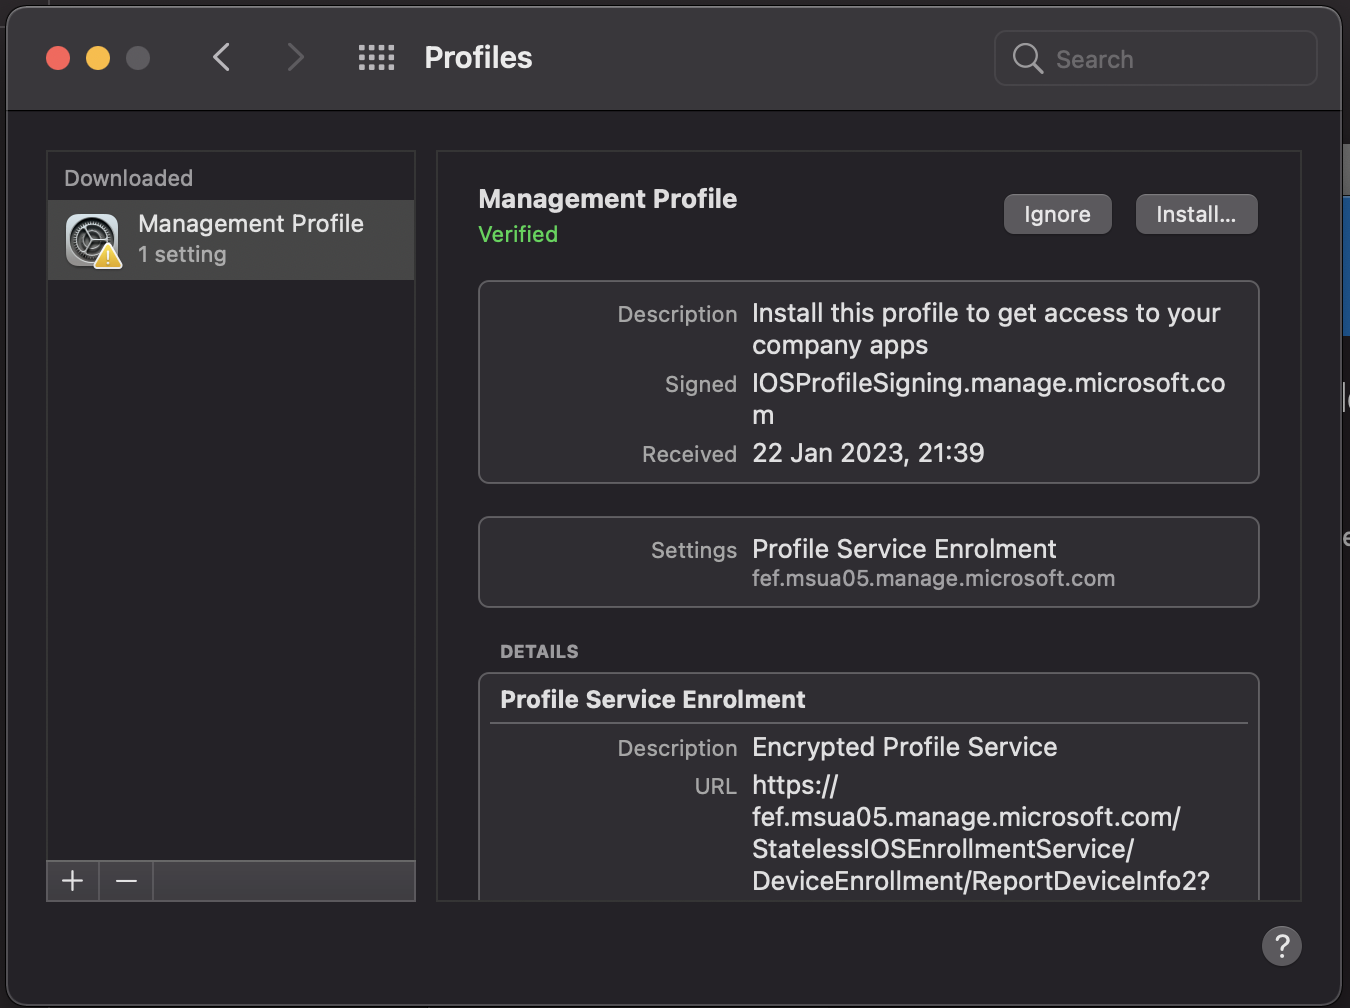 Profiles
Search
Downloaded
Management Profile
1 setting
Management Profile
Verified
Ignore
Install...
Description Install this profile to get access to your
company apps
Signed IOSProfileSigning.manage.microsoft.co
m
Received 22 Jan 2023, 21:39
Settings Profile Service Enrolment
fef.msua05.manage.microsoft.com
DETAILS
Profile Service Enrolment
Description Encrypted Profile Service
URL https://
fef.msua05.manage.microsoft.com/
StatelessIOSEnrollmentService/
DeviceEnrollment/ReportDeviceInfo2?
?